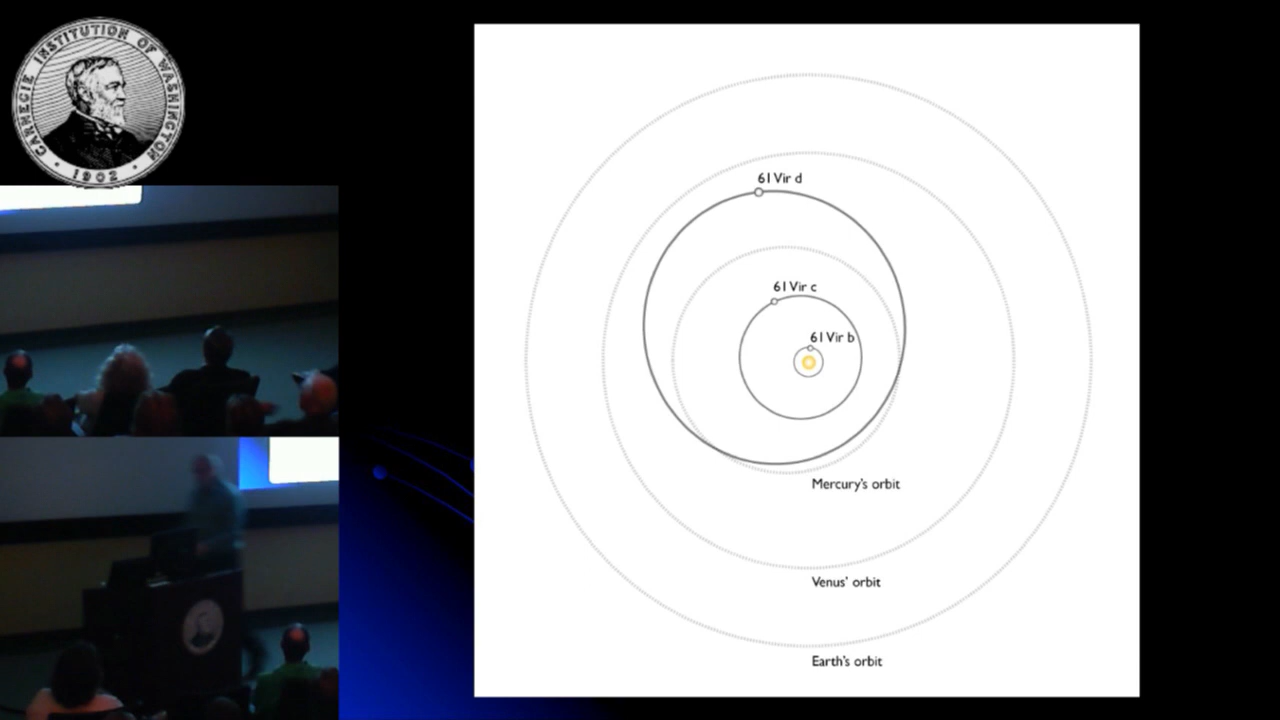 CARNEGIE INSTITUTION OF WASHINGTON
• 1902 •
61 Vir d
61 Vir c
61 Vir b
Mercury's orbit
Venus' orbit
Earth's orbit